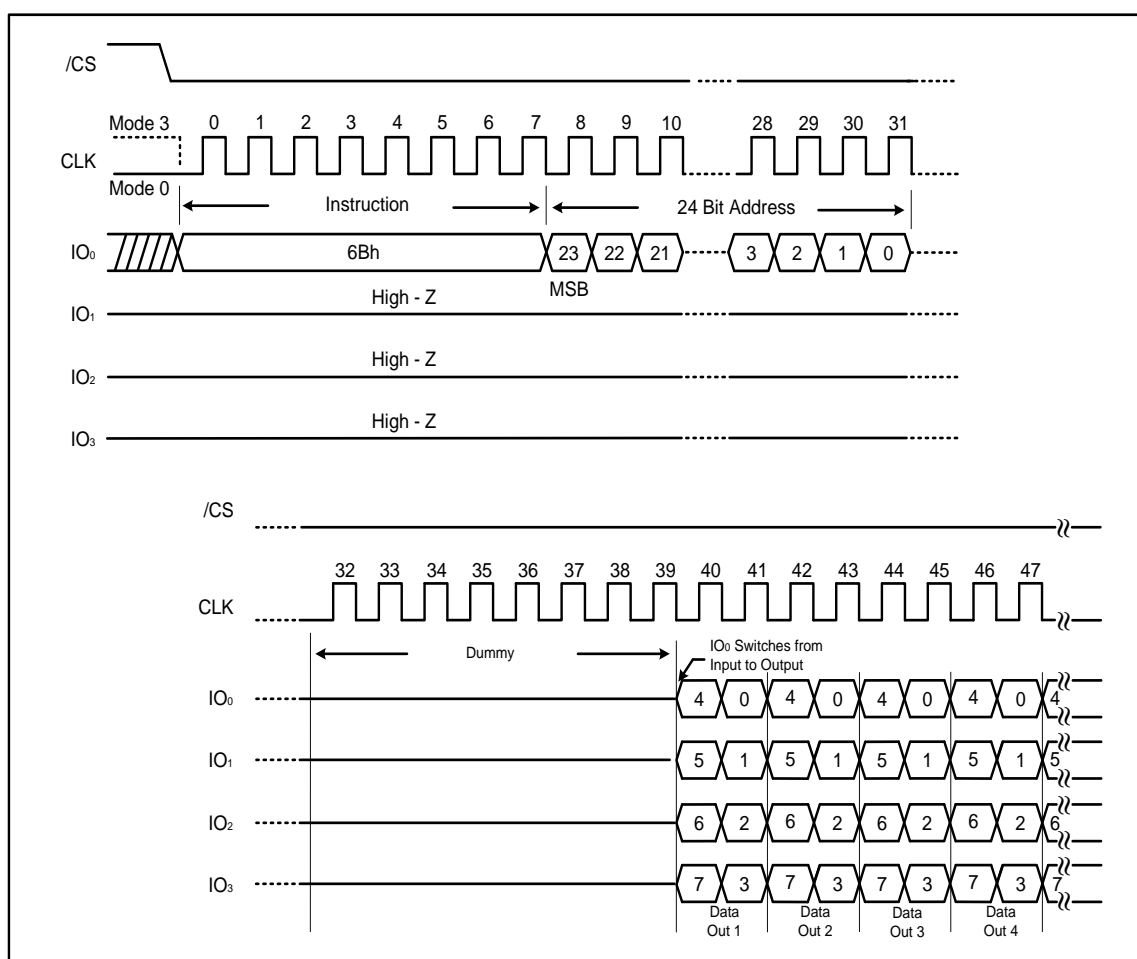 /CS
Mode 3
0 1 2 3 4 5 6 7 8 9 10 28 29 30 31
CLK
Mode 0
Instruction 24 Bit Address
IO0 6Bh 23 22 21 3 2 1 0
MSB
High - Z
IO1
High - Z
IO2
High - Z
IO3
/CS
32 33 34 35 36 37 38 39 40 41 42 43 44 45 46 47
CLK
Dummy
IO0 Switches from
Input to Output
IO0 4 0 4 0 4 0 4 0 4
IO1 5 1 5 1 5 1 5 1 5
IO2 6 2 6 2 6 2 6 2 6
IO3 7 3 7 3 7 3 7 3 7
Data Data Data Data
Out 1 Out 2 Out 3 Out 4